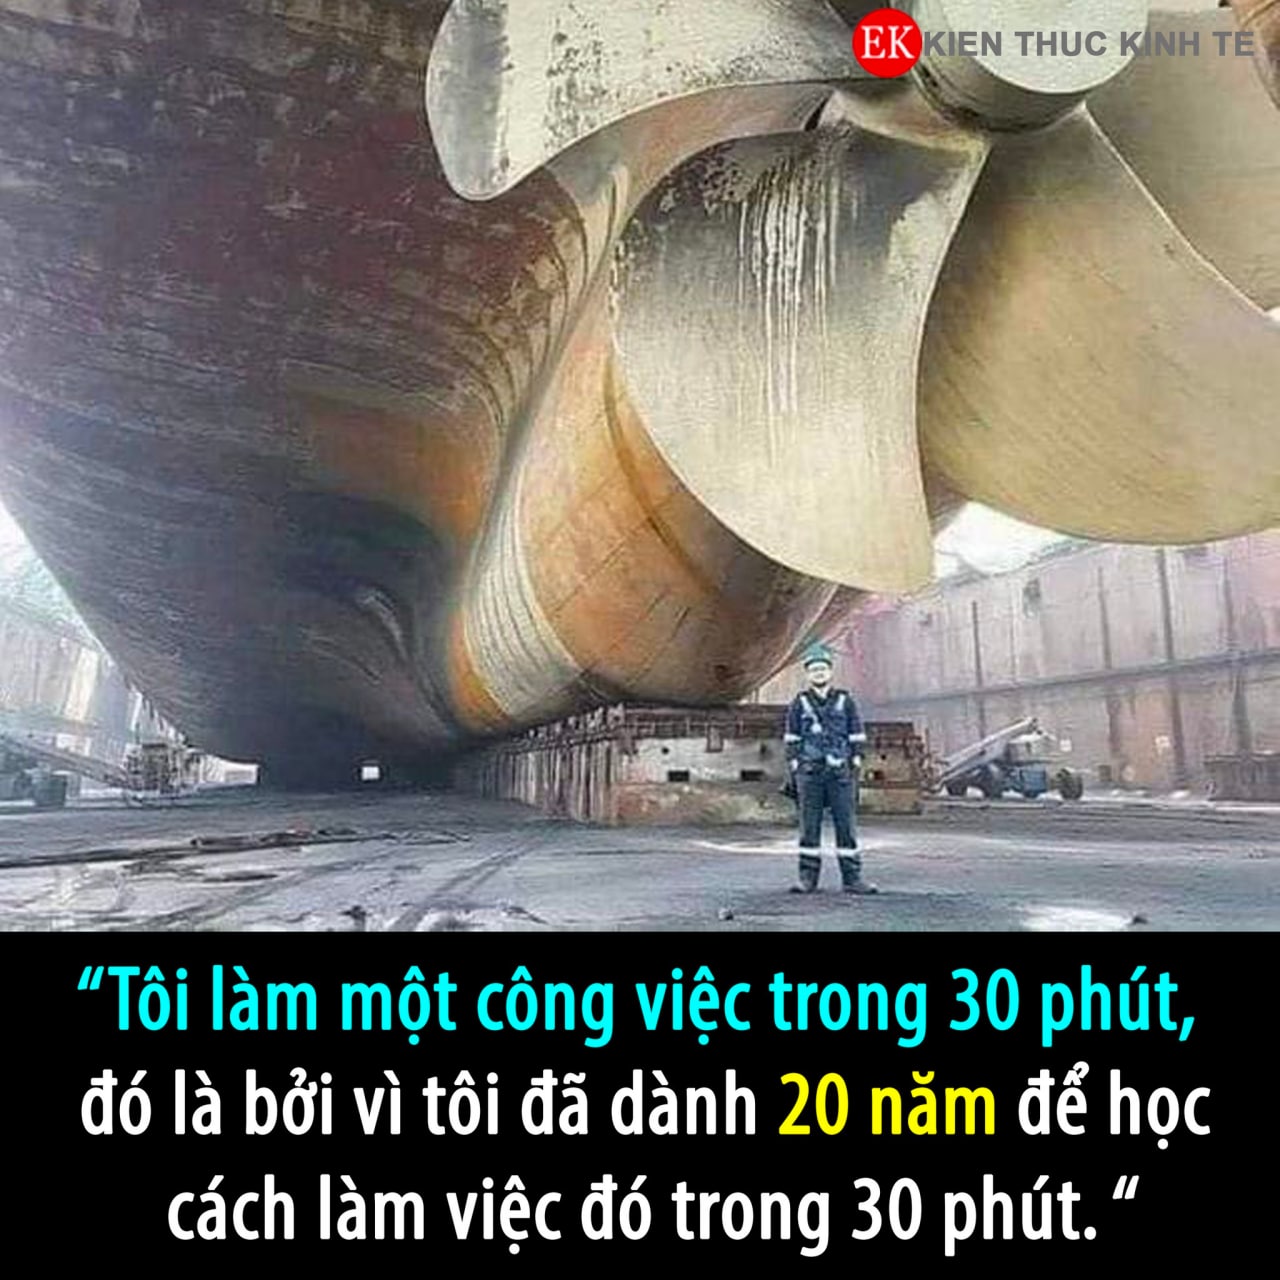 EK KIEN THUC KINH TE
“Tôi làm một công việc trong 30 phút,
đó là bởi vì tôi đã dành 20 năm để học
cách làm việc đó trong 30 phút. “